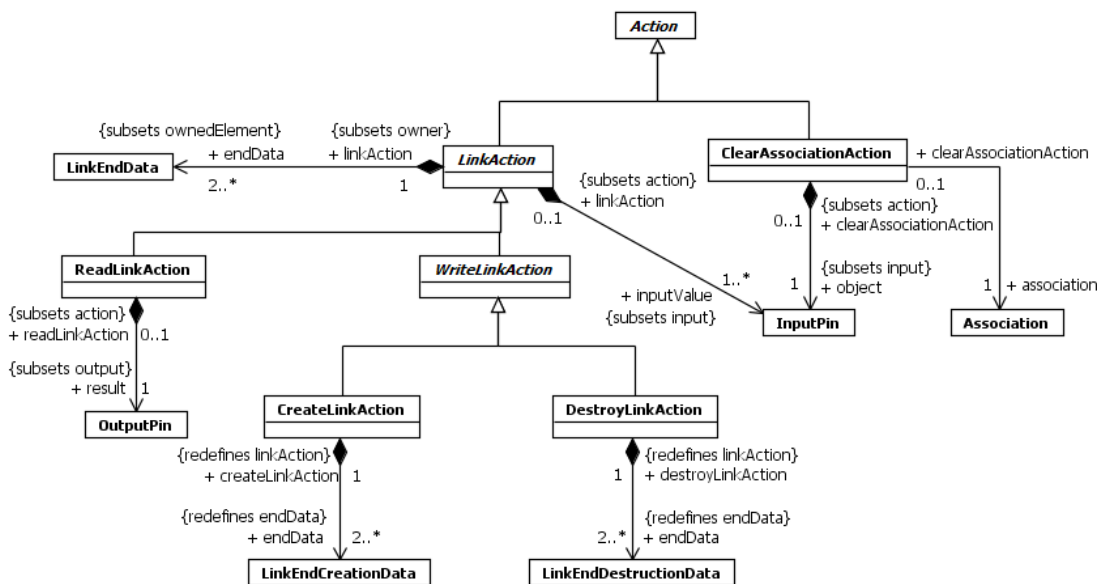 Action
{subsets ownedElement}
+ endData
2..*
{subsets owner}
+ linkAction
1
LinkEndData
LinkAction
ClearAssociationAction
+ clearAssociationAction
0..1
{subsets action}
+ linkAction
0..1
{subsets action}
+ clearAssociationAction
0..1
ReadLinkAction
WriteLinkAction
{subsets action}
+ readLinkAction
0..1
{subsets output}
+ result
1
OutputPin
1..*
+ inputValue
{subsets input}
{subsets input}
+ object
1
1
+ association
InputPin
Association
CreateLinkAction
DestroyLinkAction
{redefines linkAction}
+ createLinkAction
1
{redefines linkAction}
+ destroyLinkAction
1
{redefines endData}
+ endData
2..*
{redefines endData}
+ endData
2..*
LinkEndCreationData
LinkEndDestructionData